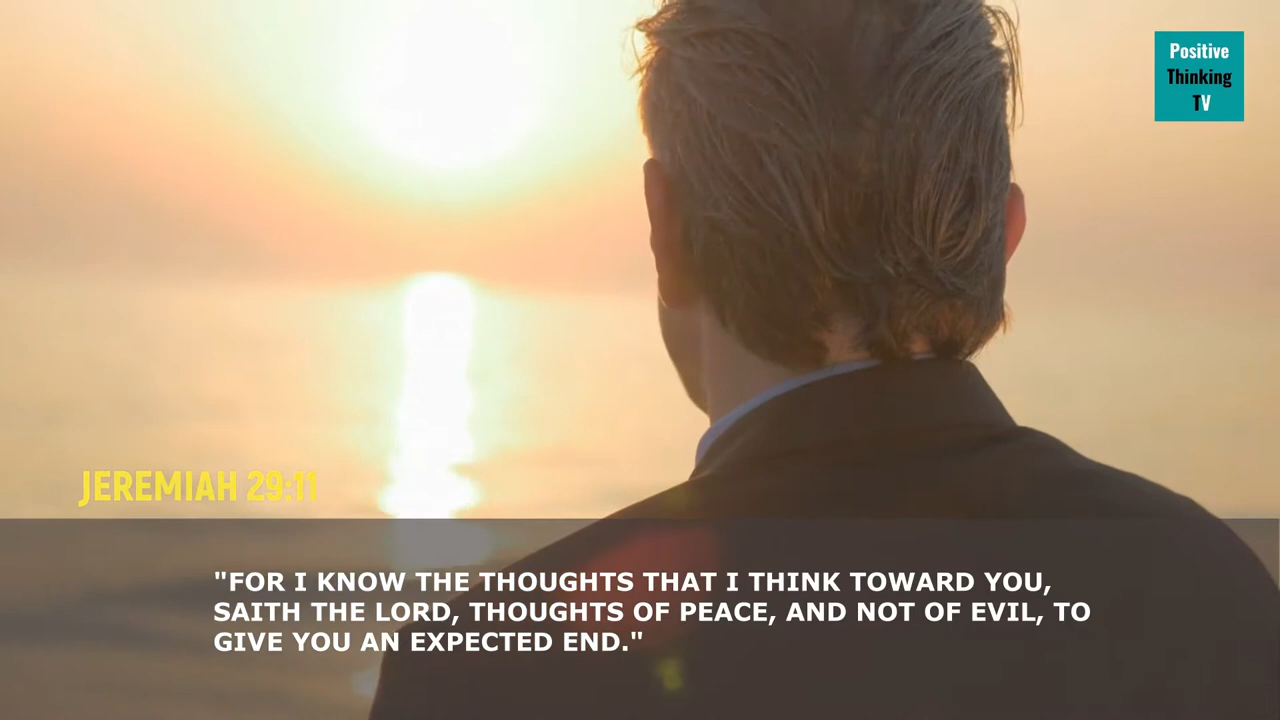 Positive
Thinking
TV
JEREMIAH 29:11
"FOR I KNOW THE THOUGHTS THAT I THINK TOWARD YOU,
SAITH THE LORD, THOUGHTS OF PEACE, AND NOT OF EVIL, TO
GIVE YOU AN EXPECTED END."